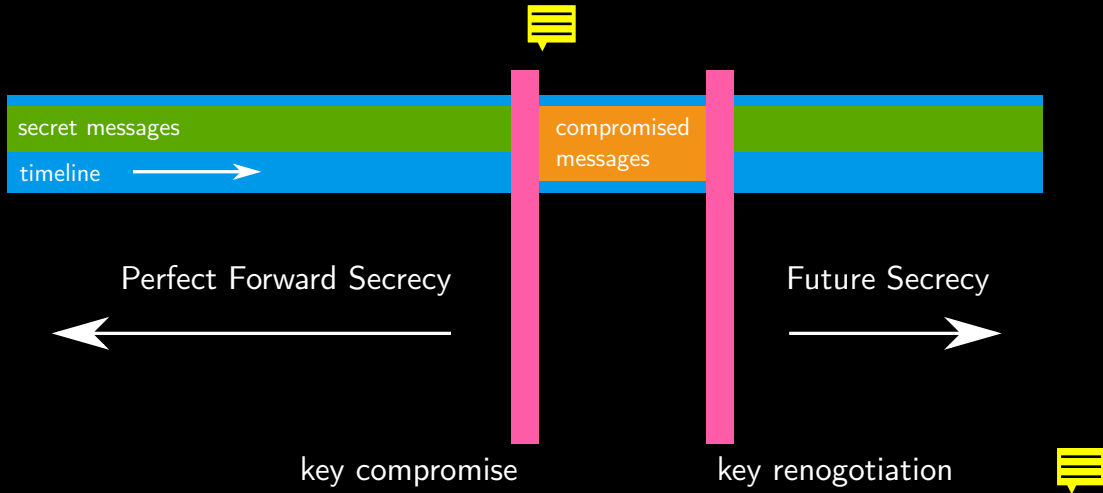 secret messages
compromised
messages
timeline
Perfect Forward Secrecy
Future Secrecy
key compromise
key renogotiation